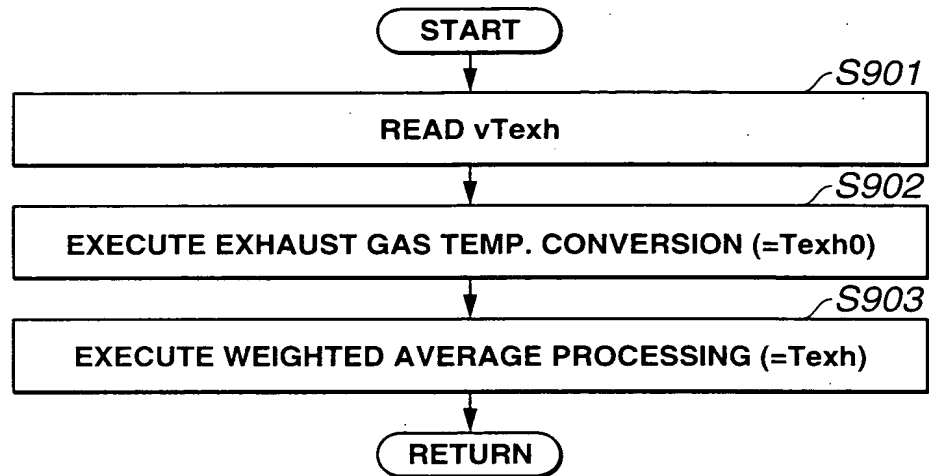 START
S901
READ vTexh
S902
EXECUTE EXHAUST GAS TEMP. CONVERSION (=Texh0)
S903
EXECUTE WEIGHTED AVERAGE PROCESSING (=Texh)
RETURN